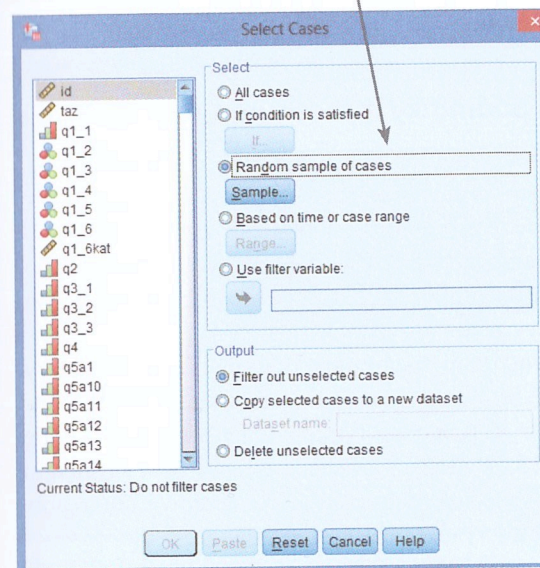 Select Cases
id
taz
q1_1
q1_2
q1_3
q1_4
q1_5
q1_6
q1_6kat
q2
q3_1
q3_2
q3_3
q4
q5a1
q5a10
q5a11
q5a12
q5a13
q5a14
Select
All cases
If condition is satisfied
If...
Random sample of cases
Sample...
Based on time or case range
Range...
Use filter variable:
Output
Filter out unselected cases
Copy selected cases to a new dataset
Dataset name:
Delete unselected cases
Current Status: Do not filter cases
OK Paste Reset Cancel Help